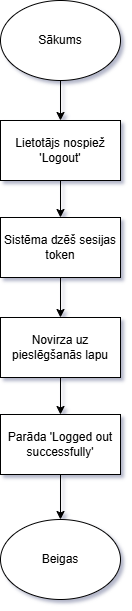 Sākums
Lietotājs nospiež
'Logout'
Sistēma dzēš sesijas
token
Novirza uz
pieslēgšanās lapu
Parāda 'Logged out
successfully'
Beigas